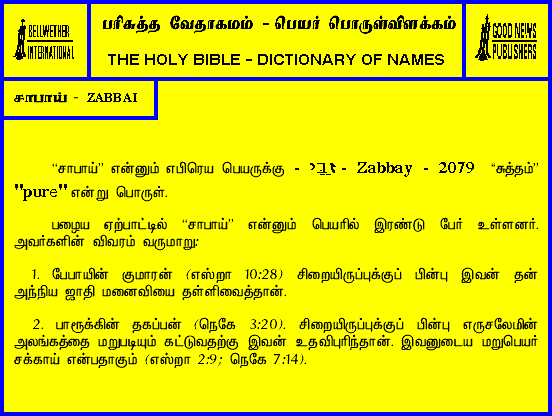 BELLWETHER
INTERNATIONAL
பரிசுத்த வேதாகமம் - பெயர் பொருள்விளக்கம்
THE HOLY BIBLE - DICTIONARY OF NAMES
GOOD NEWS
PUBLISHERS
சாபாய் - ZABBAI
“சாபாய்” என்னும் எபிரெய பெயருக்கு - זבי - Zabbay - 2079 “சுத்தம்”
"pure" என்று பொருள்.
பழைய ஏற்பாட்டில் “சாபாய்” என்னும் பெயரில் இரண்டு பேர் உள்ளனர்.
அவர்களின் விவரம் வருமாறு:
1. பேபாயின் குமாரன் (எஸ்றா 10:28) சிறையிருப்புக்குப் பின்பு இவன் தன்
அந்நிய ஜாதி மனைவியை தள்ளிவைத்தான்.
2. பாரூக்கின் தகப்பன் (நெகே 3:20). சிறையிருப்புக்குப் பின்பு எருசலேமின்
அலங்கத்தை மறுபடியும் கட்டுவதற்கு இவன் உதவிபுரிந்தான். இவனுடைய மறுபெயர்
சக்காய் என்பதாகும் (எஸ்றா 2:9; நெகே 7:14).